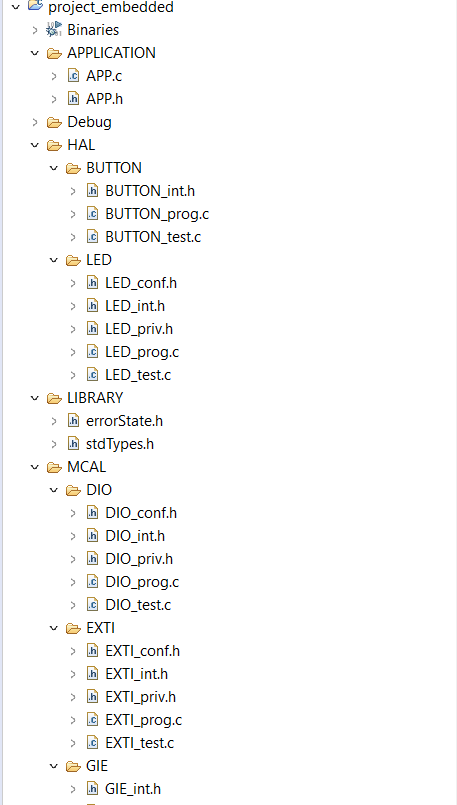 project_embedded
Binaries
APPLICATION
APP.c
APP.h
Debug
HAL
BUTTON
BUTTON_int.h
BUTTON_prog.c
BUTTON_test.c
LED
LED_conf.h
LED_int.h
LED_priv.h
LED_prog.c
LED_test.c
LIBRARY
errorState.h
stdTypes.h
MCAL
DIO
DIO_conf.h
DIO_int.h
DIO_priv.h
DIO_prog.c
DIO_test.c
EXTI
EXTI_conf.h
EXTI_int.h
EXTI_priv.h
EXTI_prog.c
EXTI_test.c
GIE
GIE_int.h